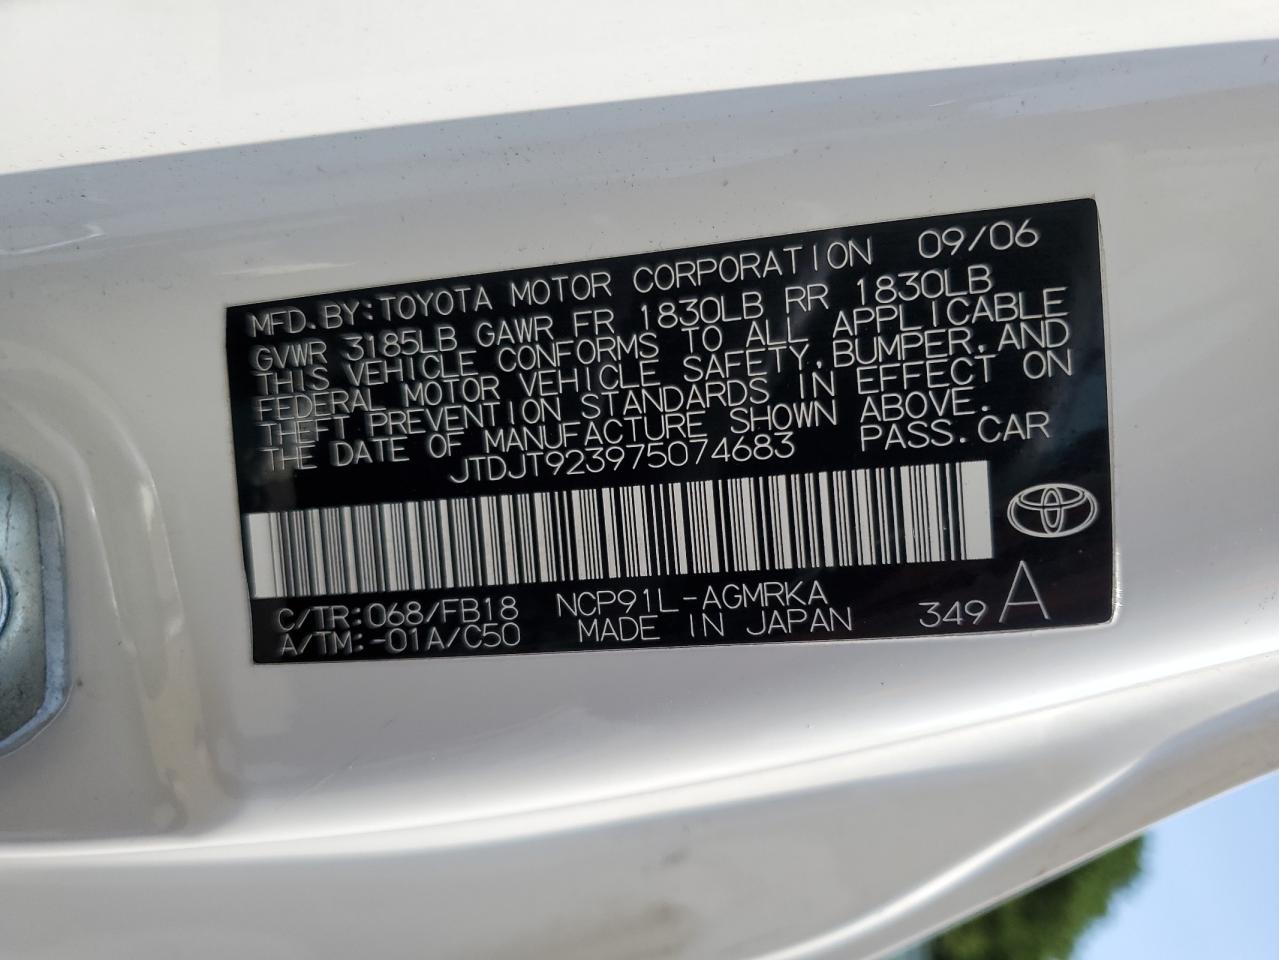 MFD.BY:TOYOTA MOTOR CORPORATION 09/06
GVWR 3185LB GAWR FR 1830LB RR 1830LB
THIS VEHICLE CONFORMS TO ALL APPLICABLE
FEDERAL MOTOR VEHICLE SAFETY,BUMPER,AND
THEFT PREVENTION STANDARDS IN EFFECT ON
THE DATE OF MANUFACTURE SHOWN ABOVE.
JTDJT923975074683 PASS.CAR
C/TR:068/FB18 NCP91L-AGMRKA
A/TM:-01A/C50 MADE IN JAPAN 349 A